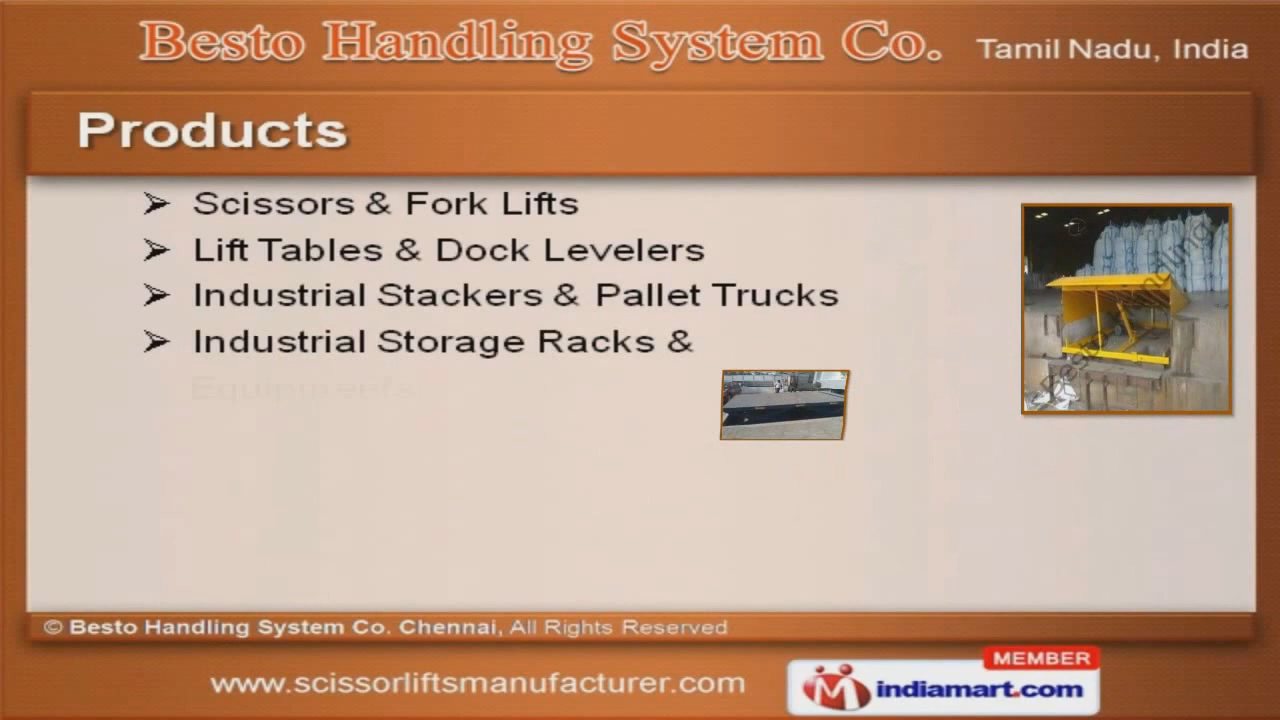 Besto Handling System Co. Tamil Nadu, India
Products
➢ Scissors & Fork Lifts
➢ Lift Tables & Dock Levelers
➢ Industrial Stackers & Pallet Trucks
➢ Industrial Storage Racks &
Equipments
© Besto Handling System Co. Chennai, All Rights Reserved
www.scissorliftsmanufacturer.com
MEMBER
indiamart.com